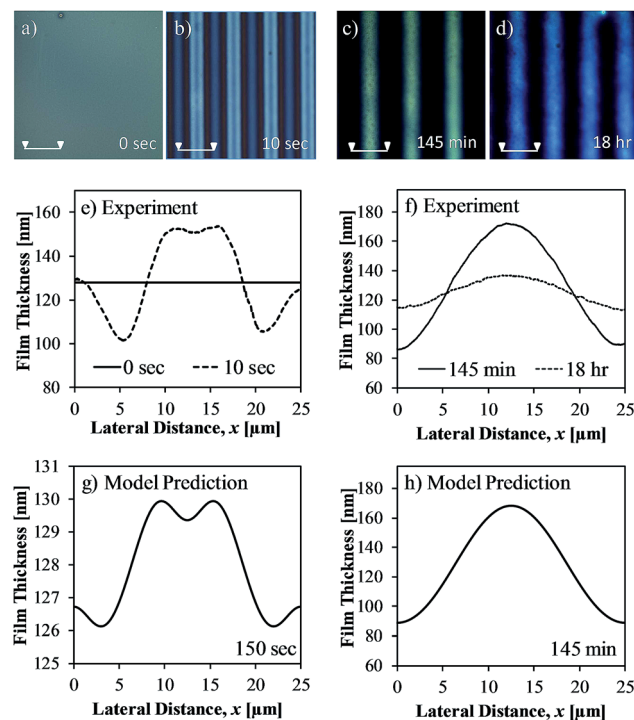 a)
0 sec
b)
10 sec
c)
145 min
d)
18 hr
e) Experiment
Film Thickness [nm]
160
140
120
100
80
0 sec
10 sec
0 5 10 15 20 25
Lateral Distance, x [µm]
f) Experiment
Film Thickness [nm]
180
160
140
120
100
80
60
145 min
18 hr
0 5 10 15 20 25
Lateral Distance, x [µm]
g) Model Prediction
Film Thickness [nm]
130
129
128
127
126
125
150 sec
0 5 10 15 20 25
Lateral Distance, x [µm]
h) Model Prediction
Film Thickness [nm]
180
160
140
120
100
80
60
145 min
0 5 10 15 20 25
Lateral Distance, x [µm]